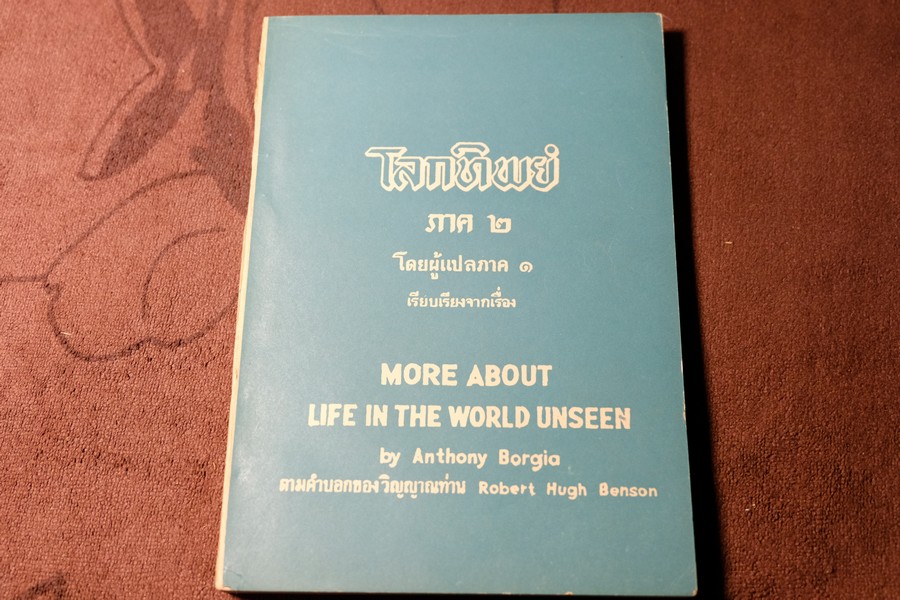 โลกทิพย์
ภาค ๒
โดยผู้แปลภาค ๑
เรียบเรียงจากเรื่อง
MORE ABOUT
LIFE IN THE WORLD UNSEEN
by Anthony Borgia
ตามคำบอกของวิญญาณท่าน Robert Hugh Benson